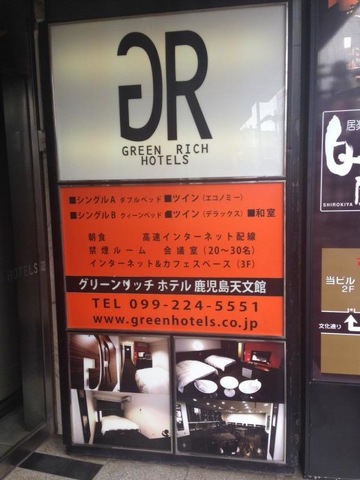 GR
GREEN RICH
HOTELS
■シングルA ダブルベッド ■ツイン(エコノミー)
■シングルB クィーンベッド ■ツイン(デラックス) ■和室
朝食 高速インターネット配線
禁煙ルーム 会議室(20~30名)
インターネット&カフェスペース(3F)
グリーンリッチ ホテル 鹿児島天文館
TEL 099-224-5551
www.greenhotels.co.jp
居
SHIROKIYA
当ビル
2F
文化通り